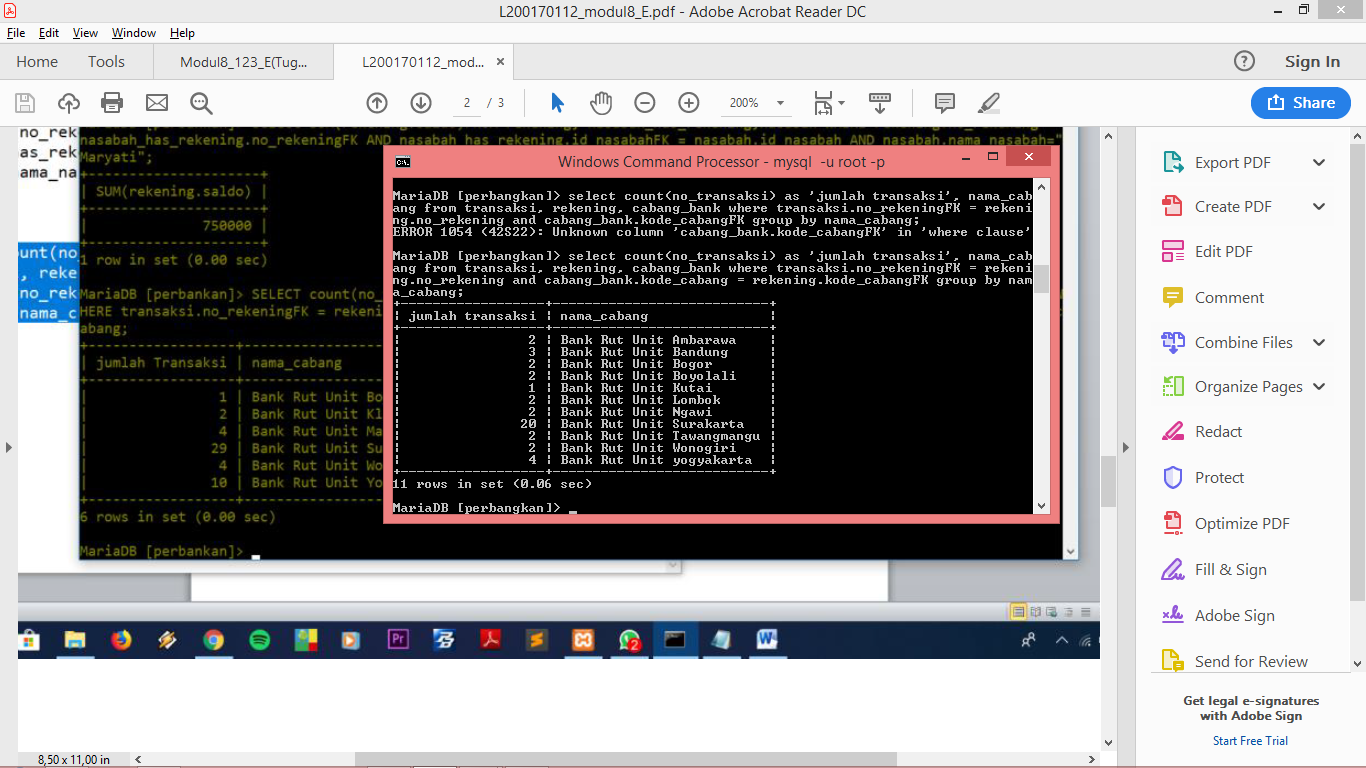 L200170112_modul8_E.pdf - Adobe Acrobat Reader DC
File Edit View Window Help
Home Tools Modul8_123_E(Tug... L200170112_mod... × Sign In
2 / 3 200% Share
no_rek
as_rek
nama_na
ount(no
, reke
no_rek
nama_c
nasabah_has_rekening.no_rekeningFK AND nasabah_has_rekening.id_nasabahFK = nasabah.id_nasabah AND nasabah.nama_nasabah="
Maryati";
| SUM(rekening.saldo) |
| 750000 |
1 row in set (0.00 sec)
MariaDB [perbankan]> SELECT count(no_
HERE transaksi.no_rekeningFK = rekeni
abang;
| jumlah Transaksi | nama_cabang
| 1 | Bank Rut Unit Bo
| 2 | Bank Rut Unit Kl
| 4 | Bank Rut Unit Ma
| 29 | Bank Rut Unit Su
| 4 | Bank Rut Unit Wo
| 10 | Bank Rut Unit Yo
6 rows in set (0.00 sec)
MariaDB [perbankan]>
Windows Command Processor - mysql -u root -p
MariaDB [perbangkan]> select count(no_transaksi) as 'jumlah transaksi', nama_cab
ang from transaksi, rekening, cabang_bank where transaksi.no_rekeningFK = rekeni
ng.no_rekening and cabang_bank.kode_cabangFK group by nama_cabang;
ERROR 1054 (42S22): Unknown column 'cabang_bank.kode_cabangFK' in 'where clause'
MariaDB [perbangkan]> select count(no_transaksi) as 'jumlah transaksi', nama_cab
ang from transaksi, rekening, cabang_bank where transaksi.no_rekeningFK = rekeni
ng.no_rekening and cabang_bank.kode_cabang = rekening.kode_cabangFK group by nam
a_cabang;
| jumlah transaksi | nama_cabang |
| 2 | Bank Rut Unit Ambarawa |
| 3 | Bank Rut Unit Bandung |
| 2 | Bank Rut Unit Bogor |
| 2 | Bank Rut Unit Boyolali |
| 1 | Bank Rut Unit Kutai |
| 2 | Bank Rut Unit Lombok |
| 2 | Bank Rut Unit Ngawi |
| 20 | Bank Rut Unit Surakarta |
| 2 | Bank Rut Unit Tawangmangu |
| 2 | Bank Rut Unit Wonogiri |
| 4 | Bank Rut Unit yogyakarta |
11 rows in set (0.06 sec)
MariaDB [perbangkan]> _
Export PDF
Create PDF
Edit PDF
Comment
Combine Files
Organize Pages
Redact
Protect
Optimize PDF
Fill & Sign
Adobe Sign
Send for Review
Get legal e-signatures
with Adobe Sign
Start Free Trial
Pr
2
8,50 x 11,00 in